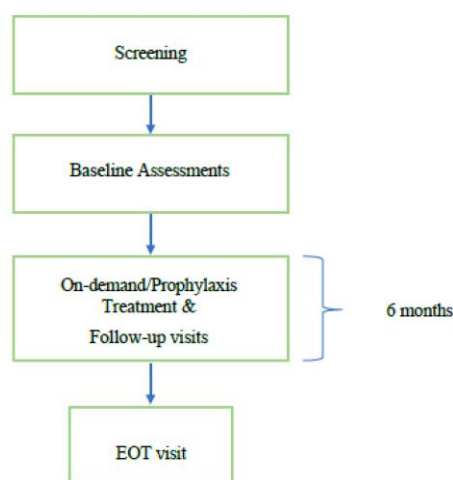 Screening
Baseline Assessments
On-demand/Prophylaxis
Treatment &
Follow-up visits
6 months
EOT visit